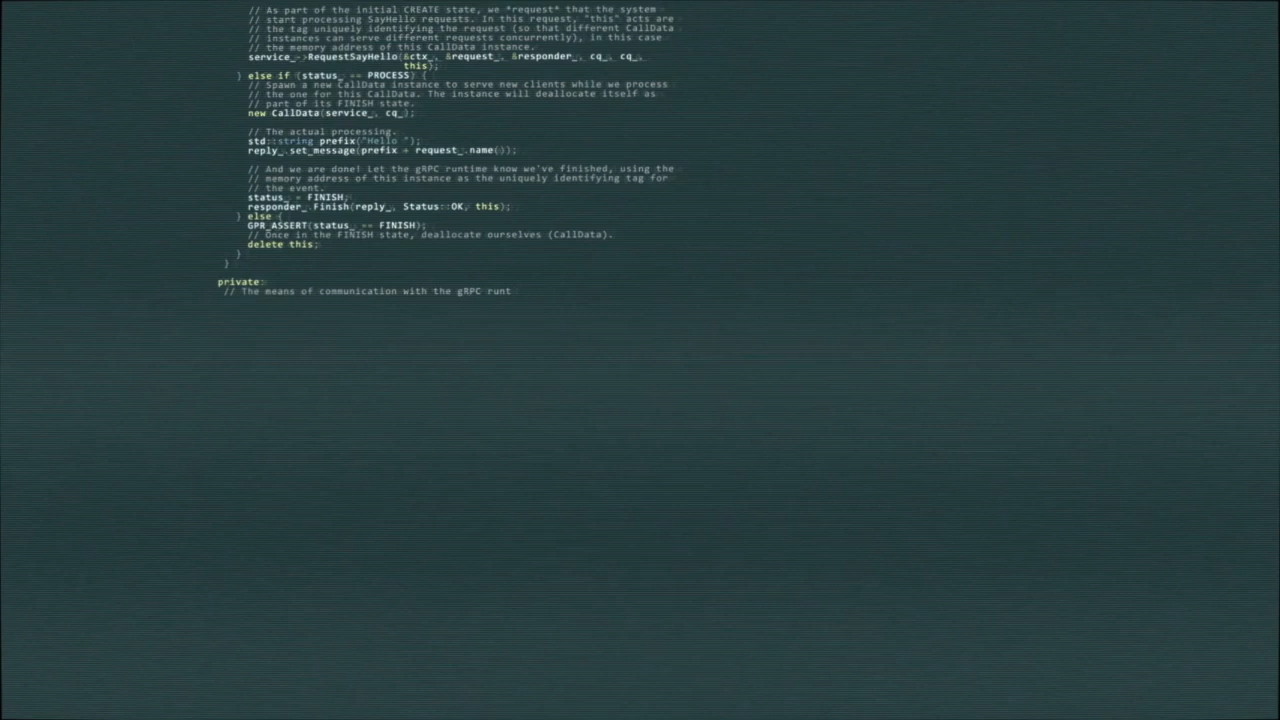 // As part of the initial CREATE state, we *request* that the system
// start processing SayHello requests. In this request, "this" acts are
// the tag uniquely identifying the request (so that different CallData
// instances can serve different requests concurrently), in this case
// the memory address of this CallData instance.
service_->RequestSayHello(&ctx_, &request_, &responder_, cq_, cq_,
this);
} else if (status_ == PROCESS) {
// Spawn a new CallData instance to serve new clients while we process
// the one for this CallData. The instance will deallocate itself as
// part of its FINISH state.
new CallData(service_, cq_);
// The actual processing.
std::string prefix("Hello ");
reply_.set_message(prefix + request_.name());
// And we are done! Let the gRPC runtime know we've finished, using the
// memory address of this instance as the uniquely identifying tag for
// the event.
status_ = FINISH;
responder_.Finish(reply_, Status::OK, this);
} else {
GPR_ASSERT(status_ == FINISH);
// Once in the FINISH state, deallocate ourselves (CallData).
delete this;
}
}
private:
// The means of communication with the gRPC runt